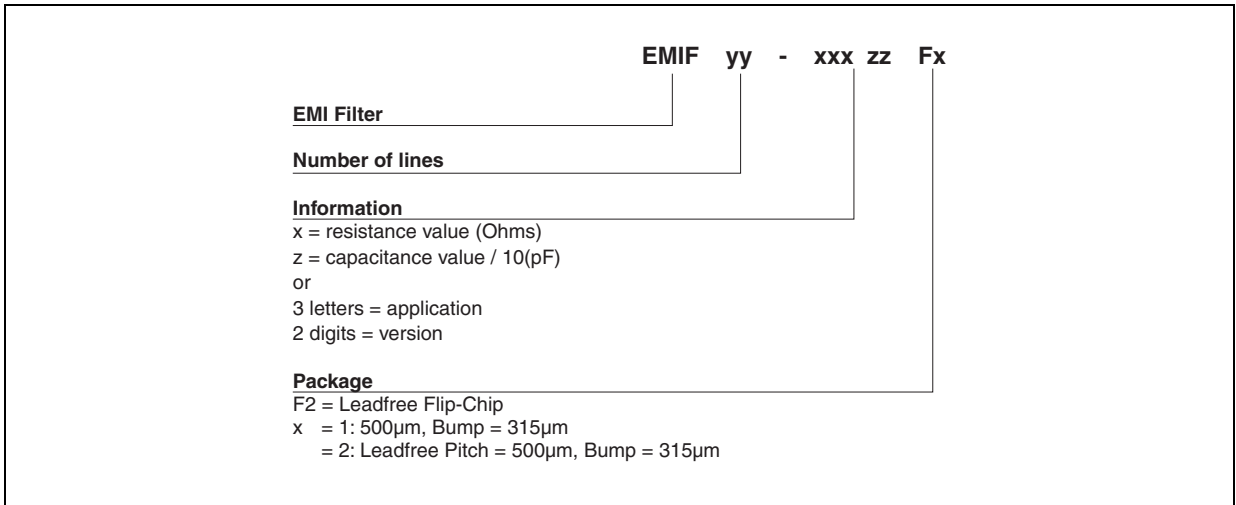 EMIF yy - xxx zz Fx
EMI Filter
Number of lines
Information
x = resistance value (Ohms)
z = capacitance value / 10(pF)
or
3 letters = application
2 digits = version
Package
F2 = Leadfree Flip-Chip
x = 1: 500µm, Bump = 315µm
= 2: Leadfree Pitch = 500µm, Bump = 315µm